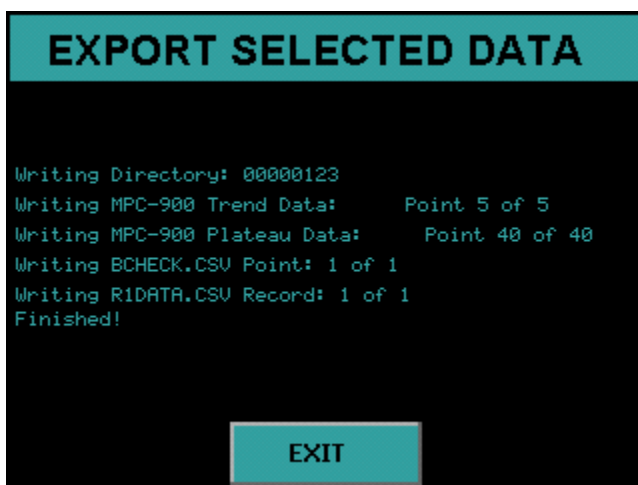 EXPORT SELECTED DATA
Writing Directory: 00000123
Writing MPC-900 Trend Data: Point 5 of 5
Writing MPC-900 Plateau Data: Point 40 of 40
Writing BCHECK.CSV Point: 1 of 1
Writing R1DATA.CSV Record: 1 of 1
Finished!
EXIT